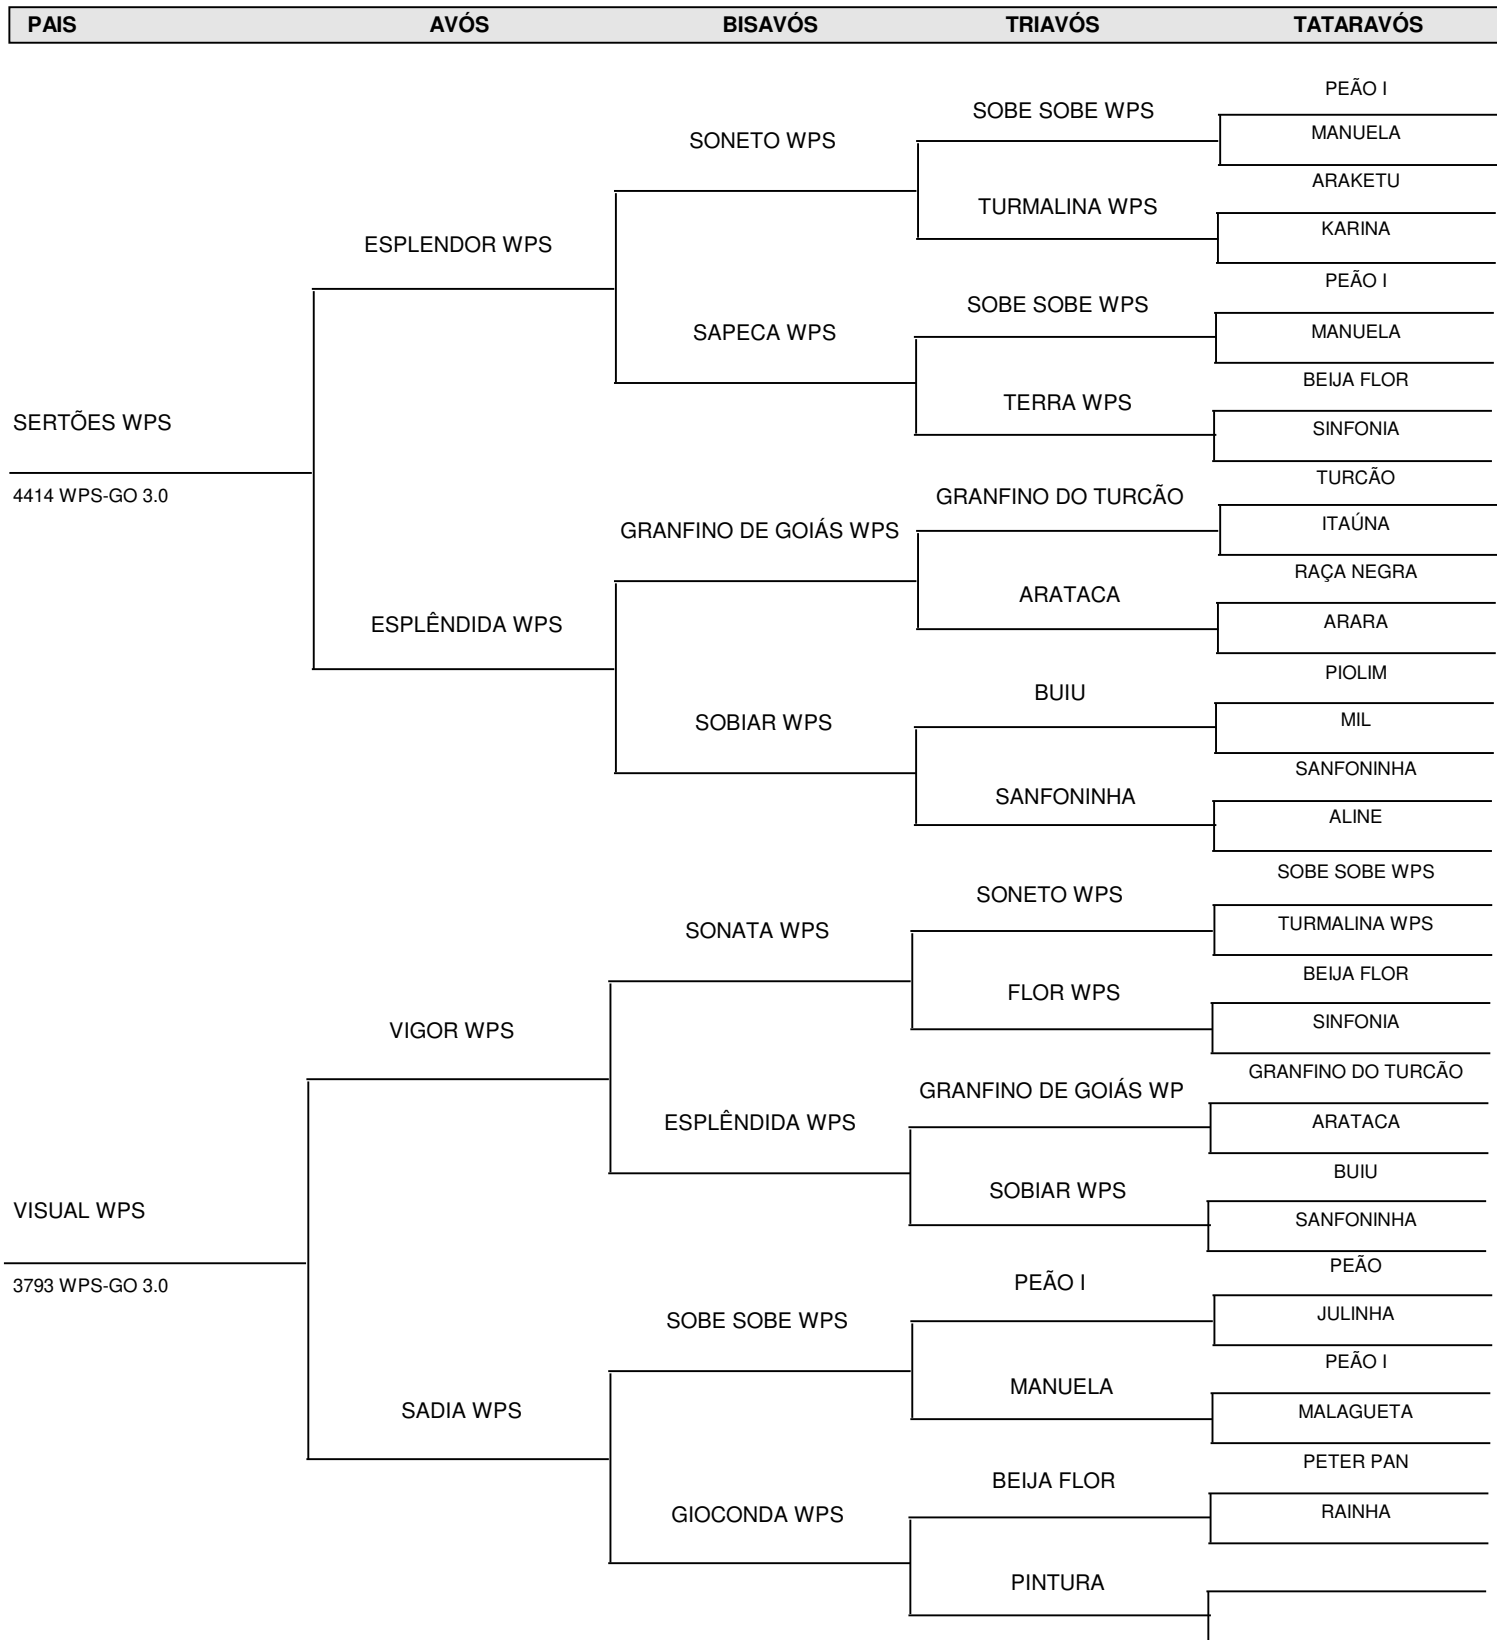 PAIS AVÓS BISAVÓS TRIAVÓS TATARAVÓS
PEÃO I
SOBE SOBE WPS
MANUELA
SONETO WPS
ARAKETU
TURMALINA WPS
KARINA
ESPLENDOR WPS
PEÃO I
SOBE SOBE WPS
MANUELA
SAPECA WPS
BEIJA FLOR
TERRA WPS
SINFONIA
SERTÕES WPS
4414 WPS-GO 3.0
TURCÃO
GRANFINO DO TURCÃO
ITAÚNA
GRANFINO DE GOIÁS WPS
RAÇA NEGRA
ARATACA
ARARA
ESPLÊNDIDA WPS
PIOLIM
BUIU
MIL
SOBIAR WPS
SANFONINHA
SANFONINHA
ALINE
SOBE SOBE WPS
SONETO WPS
TURMALINA WPS
SONATA WPS
BEIJA FLOR
FLOR WPS
SINFONIA
VIGOR WPS
GRANFINO DO TURCÃO
GRANFINO DE GOIÁS WP
ARATACA
ESPLÊNDIDA WPS
BUIU
SOBIAR WPS
SANFONINHA
VISUAL WPS
3793 WPS-GO 3.0
PEÃO
PEÃO I
JULINHA
SOBE SOBE WPS
PEÃO I
MANUELA
MALAGUETA
SADIA WPS
PETER PAN
BEIJA FLOR
RAINHA
GIOCONDA WPS
PINTURA